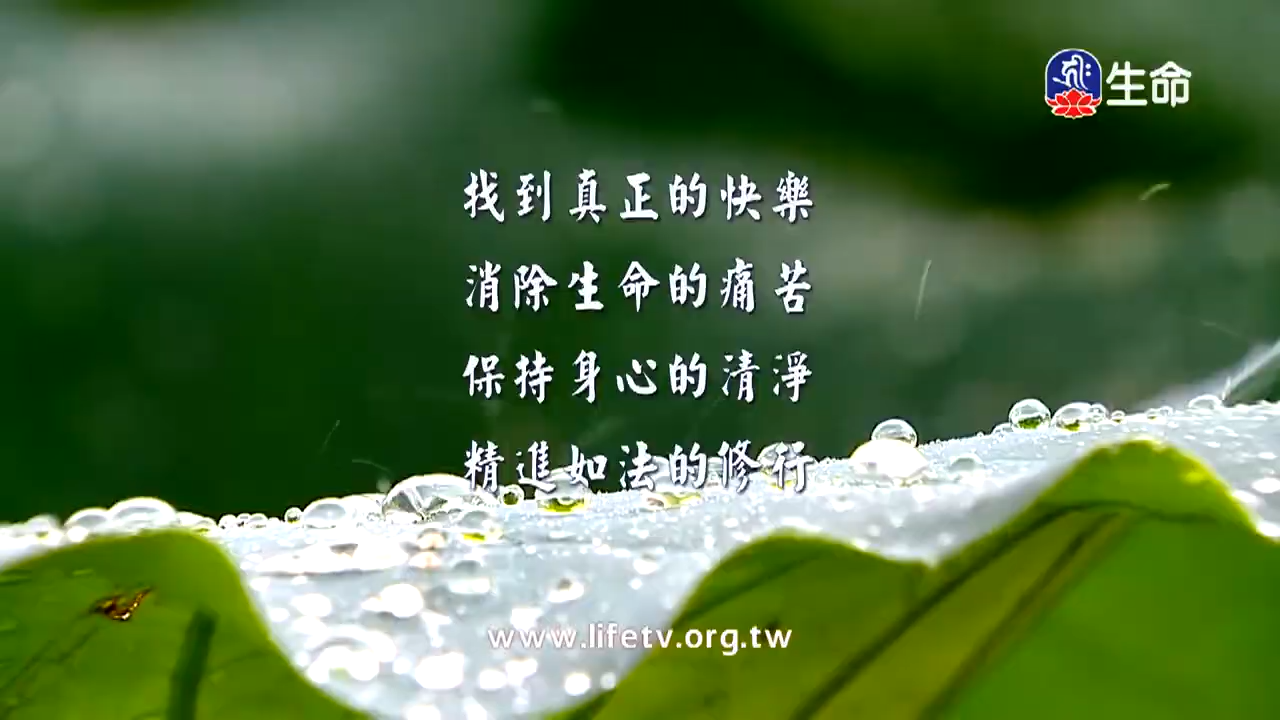 生命
找到真正的快樂
消除生命的痛苦
保持身心的清淨
精進如法的修行
www.lifetv.org.tw